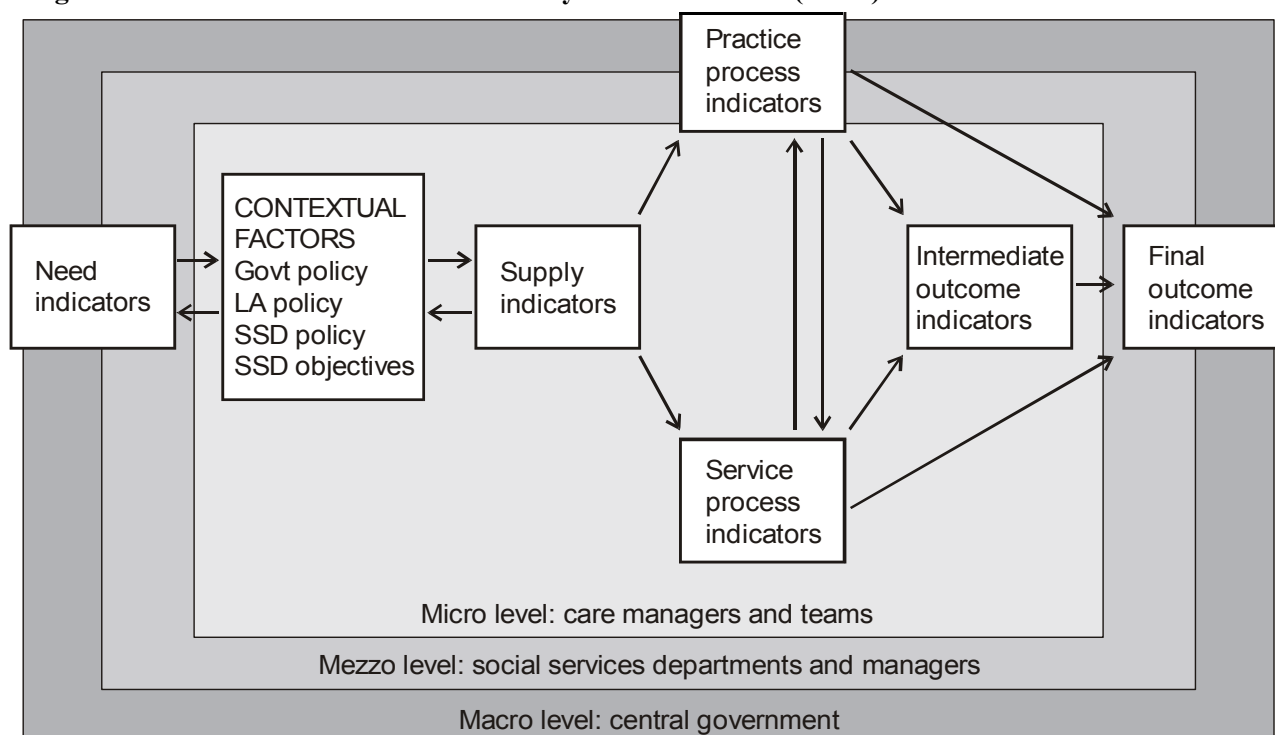 Practice
process
indicators
CONTEXTUAL
FACTORS
Govt policy
LA policy
SSD policy
SSD objectives
Need
indicators
Supply
indicators
Intermediate
outcome
indicators
Final
outcome
indicators
Service
process
indicators
Micro level: care managers and teams
Mezzo level: social services departments and managers
Macro level: central government